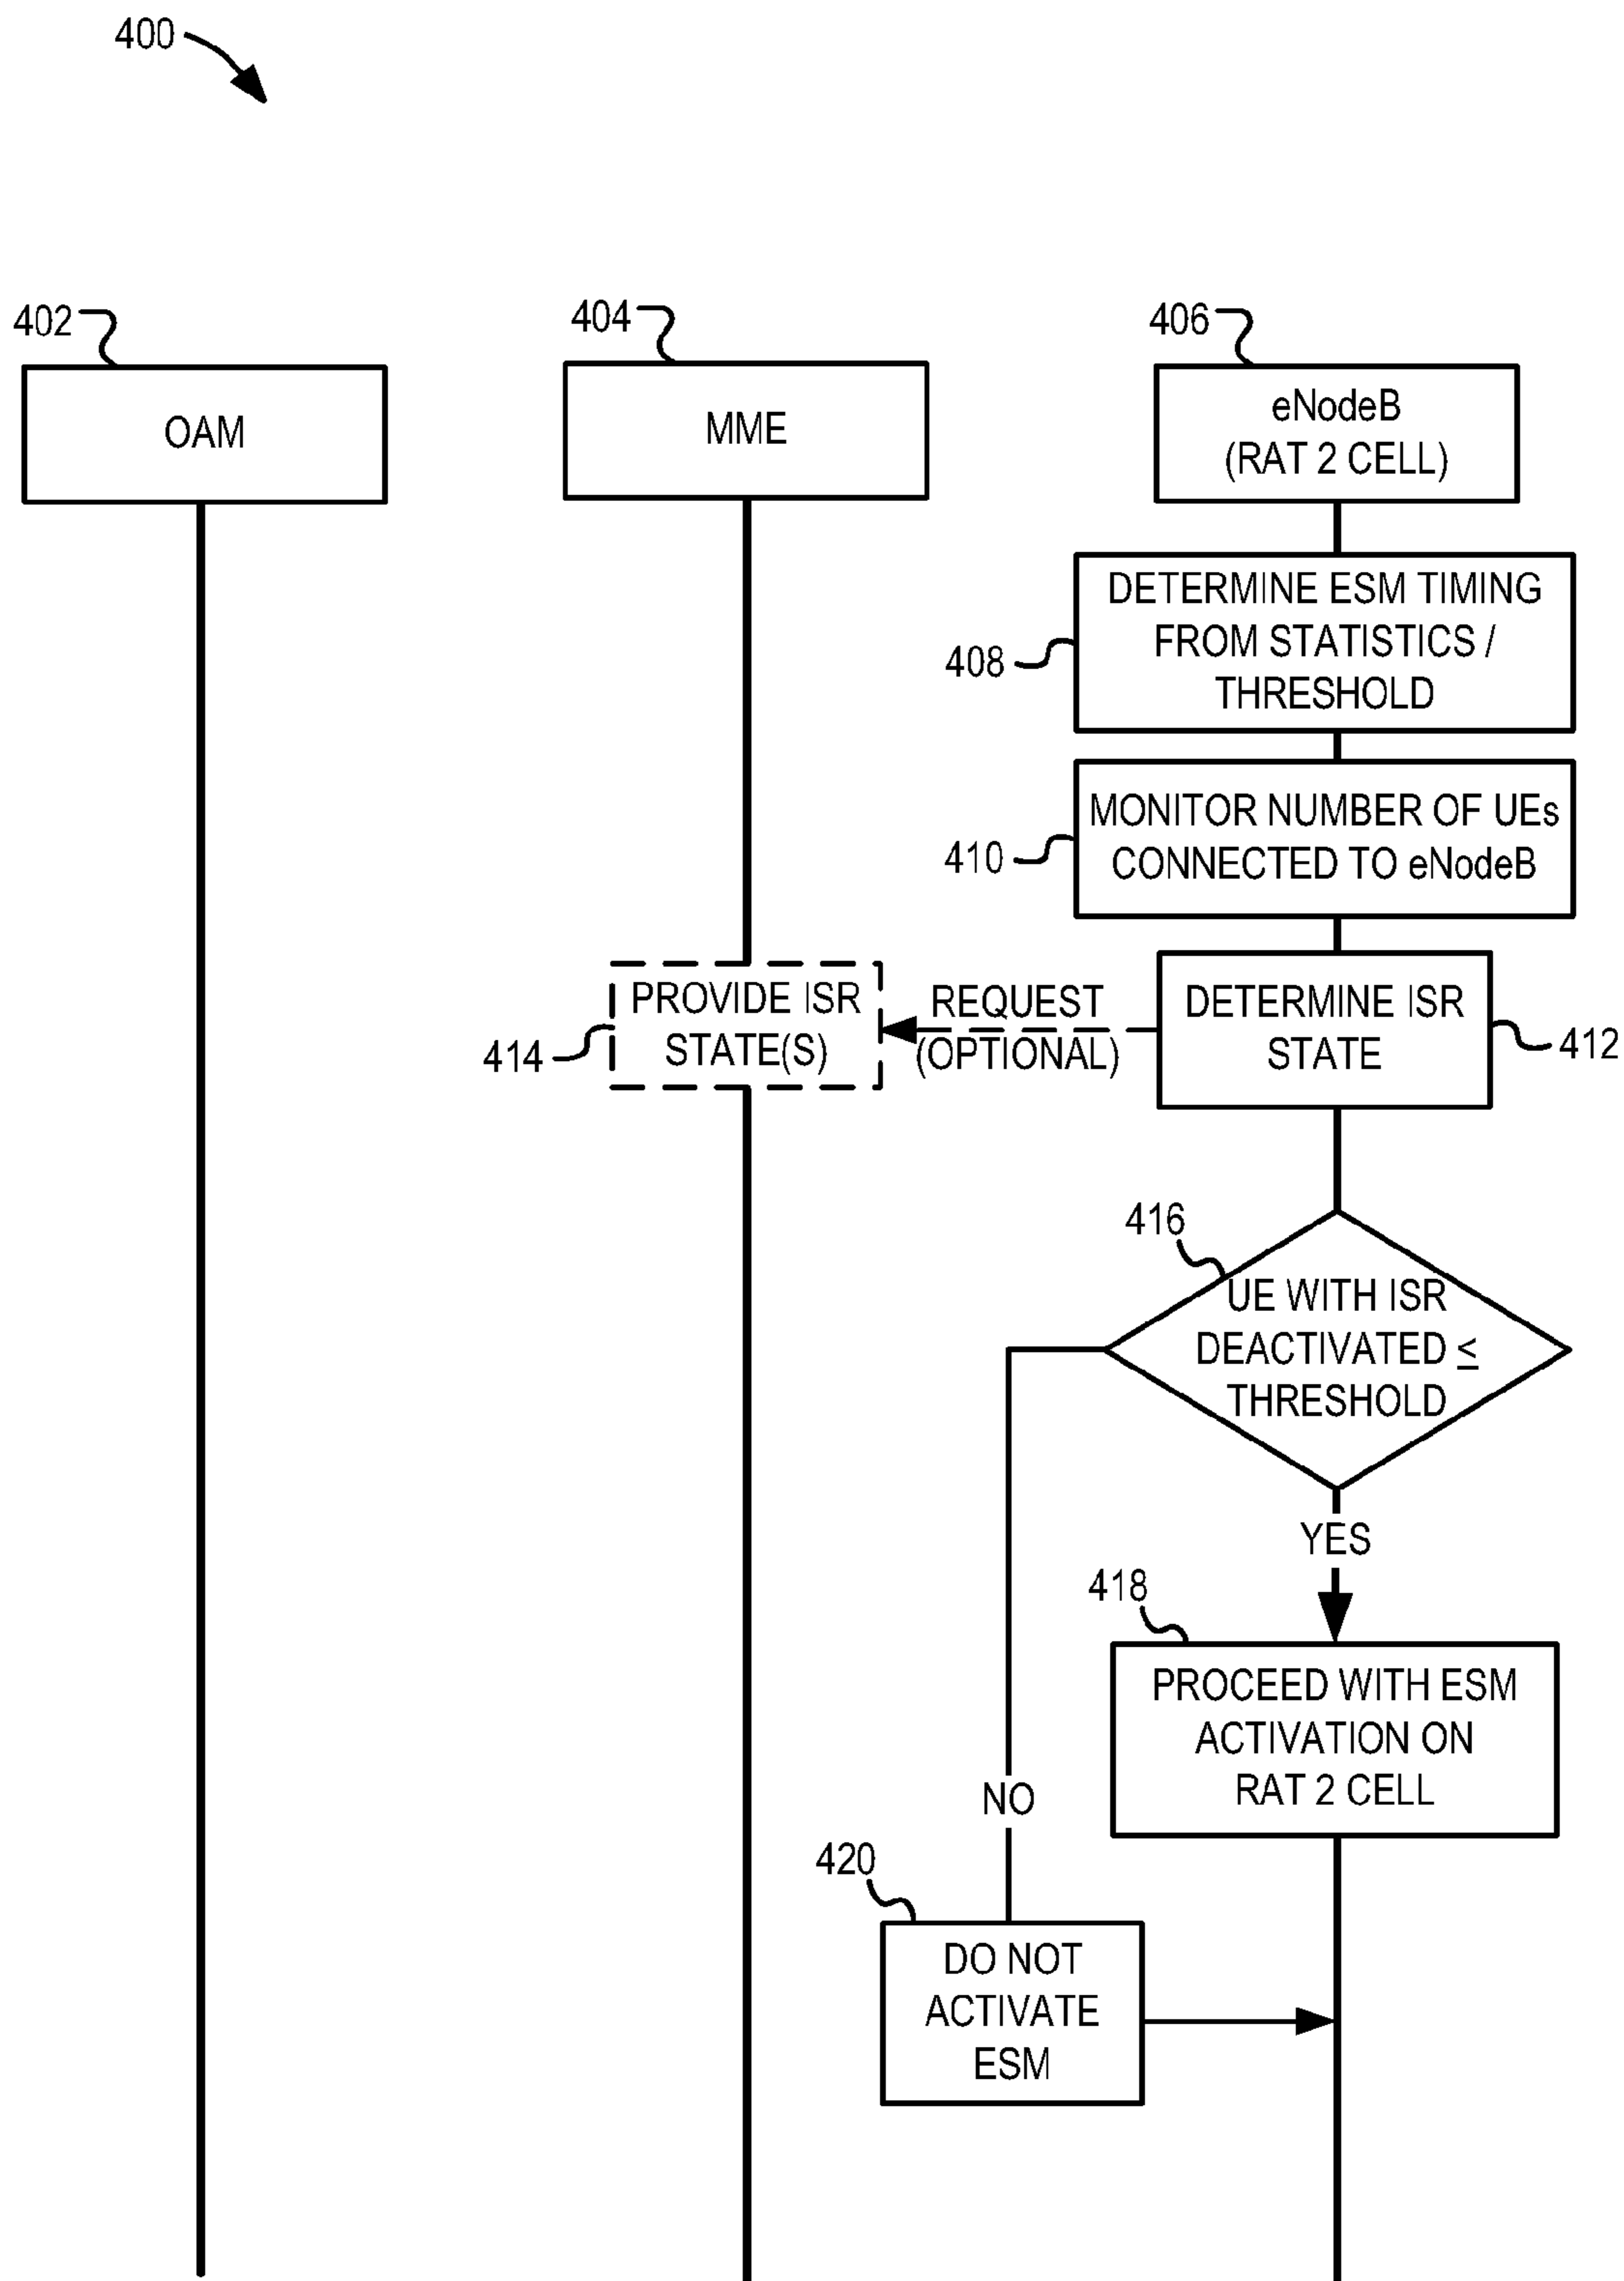 400
402
404
406
OAM
MME
eNodeB
(RAT 2 CELL)
DETERMINE ESM TIMING
FROM STATISTICS /
THRESHOLD
408
MONITOR NUMBER OF UEs
CONNECTED TO eNodeB
410
PROVIDE ISR
STATE(S)
414
REQUEST
(OPTIONAL)
DETERMINE ISR
STATE
412
416
UE WITH ISR
DEACTIVATED ≤
THRESHOLD
YES
418
PROCEED WITH ESM
ACTIVATION ON
RAT 2 CELL
NO
420
DO NOT
ACTIVATE
ESM